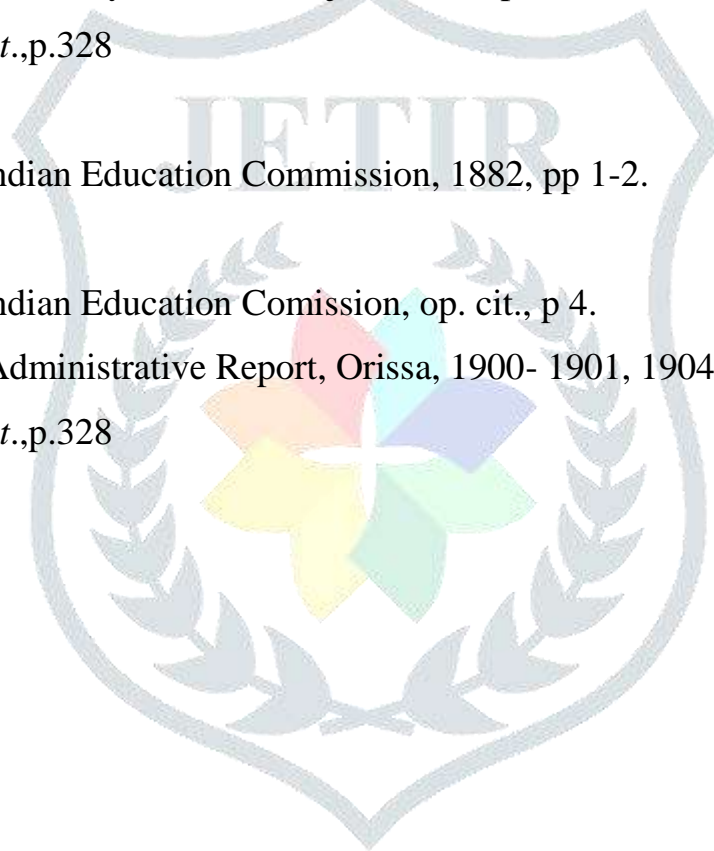 t.,p.328
JETIR
ndian Education Commission, 1882, pp 1-2.
ndian Education Comission, op. cit., p 4.
Administrative Report, Orissa, 1900- 1901, 1904
t.,p.328